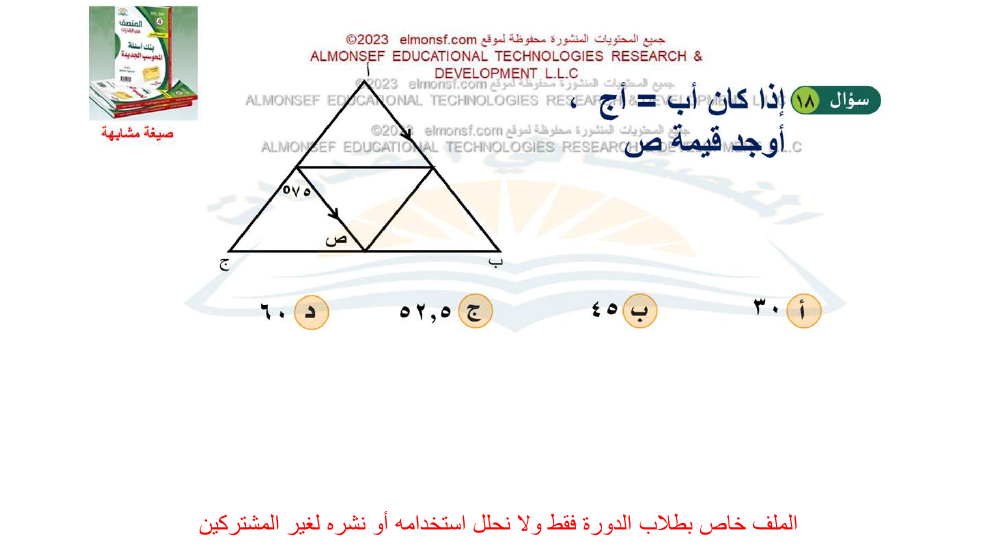 جميع المحتويات المنشورة محفوظة لموقع elmonsf.com ©2023
ALMONSEF EDUCATIONAL TECHNOLOGIES RESEARCH &
DEVELOPMENT L.L.C
سؤال ١٨ إذا كان أب = أج ،
أوجد قيمة ص
جميع المحتويات المنشورة محفوظة لموقع elmonsf.com ©2023
ALMONSEF EDUCATIONAL TECHNOLOGIES RESEARCH & DEVELOPMENT L.L.C
جميع المحتويات المنشورة محفوظة لموقع elmonsf.com ©2023
ALMONSEF EDUCATIONAL TECHNOLOGIES RESEARCH & DEVELOPMENT L.L.C
المنصف
بنك أسئلة
المحوسب الجديدة
صيغة مشابهة
أ
٥٧٥
ص
ج
ب
أ ٣٠
ب ٤٥
ج ٥٢,٥
د ٦٠
الملف خاص بطلاب الدورة فقط ولا نحلل استخدامه أو نشره لغير المشتركين